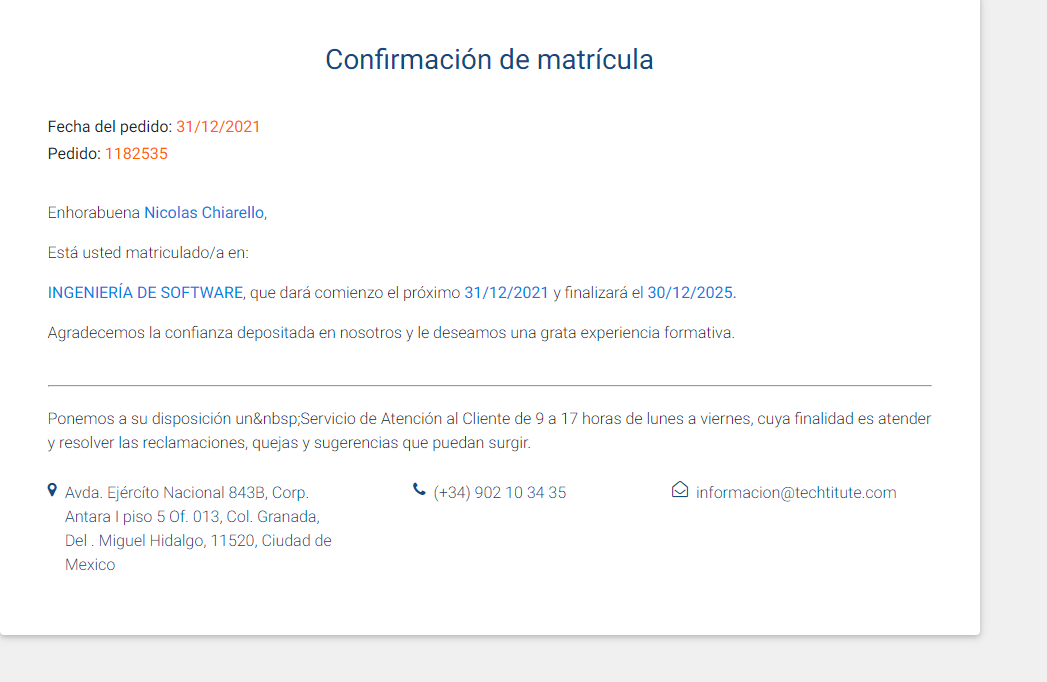 Confirmación de matrícula
Fecha del pedido: 31/12/2021
Pedido: 1182535
Enhorabuena Nicolas Chiarello,
Está usted matriculado/a en:
INGENIERÍA DE SOFTWARE, que dará comienzo el próximo 31/12/2021 y finalizará el 30/12/2025.
Agradecemos la confianza depositada en nosotros y le deseamos una grata experiencia formativa.
Ponemos a su disposición un&nbsp;Servicio de Atención al Cliente de 9 a 17 horas de lunes a viernes, cuya finalidad es atender
y resolver las reclamaciones, quejas y sugerencias que puedan surgir.
Avda. Ejércíto Nacional 843B, Corp.
Antara I piso 5 Of. 013, Col. Granada,
Del . Miguel Hidalgo, 11520, Ciudad de
Mexico
(+34) 902 10 34 35
informacion@techtitute.com